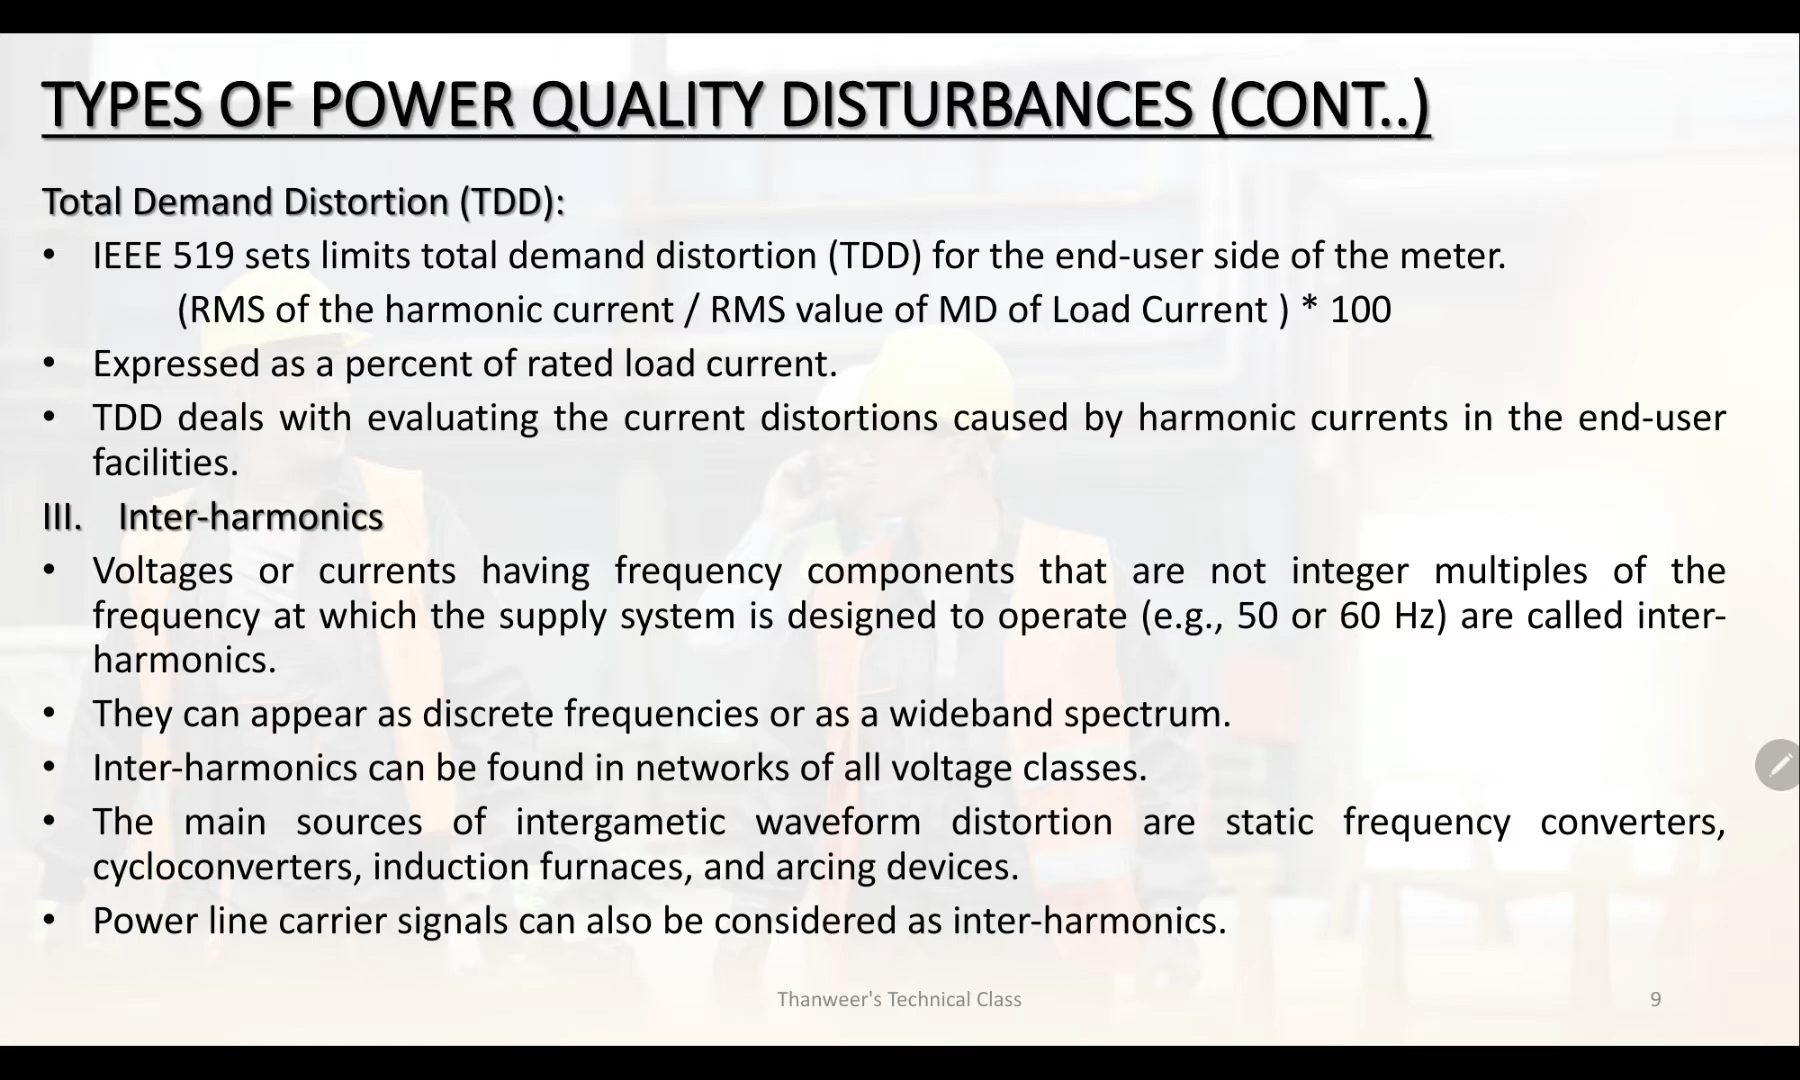 TYPES OF POWER QUALITY DISTURBANCES (CONT..)
Total Demand Distortion (TDD):
• IEEE 519 sets limits total demand distortion (TDD) for the end-user side of the meter.
(RMS of the harmonic current / RMS value of MD of Load Current ) * 100
• Expressed as a percent of rated load current.
• TDD deals with evaluating the current distortions caused by harmonic currents in the end-user
facilities.
III. Inter-harmonics
• Voltages or currents having frequency components that are not integer multiples of the
frequency at which the supply system is designed to operate (e.g., 50 or 60 Hz) are called inter-
harmonics.
• They can appear as discrete frequencies or as a wideband spectrum.
• Inter-harmonics can be found in networks of all voltage classes.
• The main sources of intergametic waveform distortion are static frequency converters,
cycloconverters, induction furnaces, and arcing devices.
• Power line carrier signals can also be considered as inter-harmonics.
Thanweer's Technical Class
9